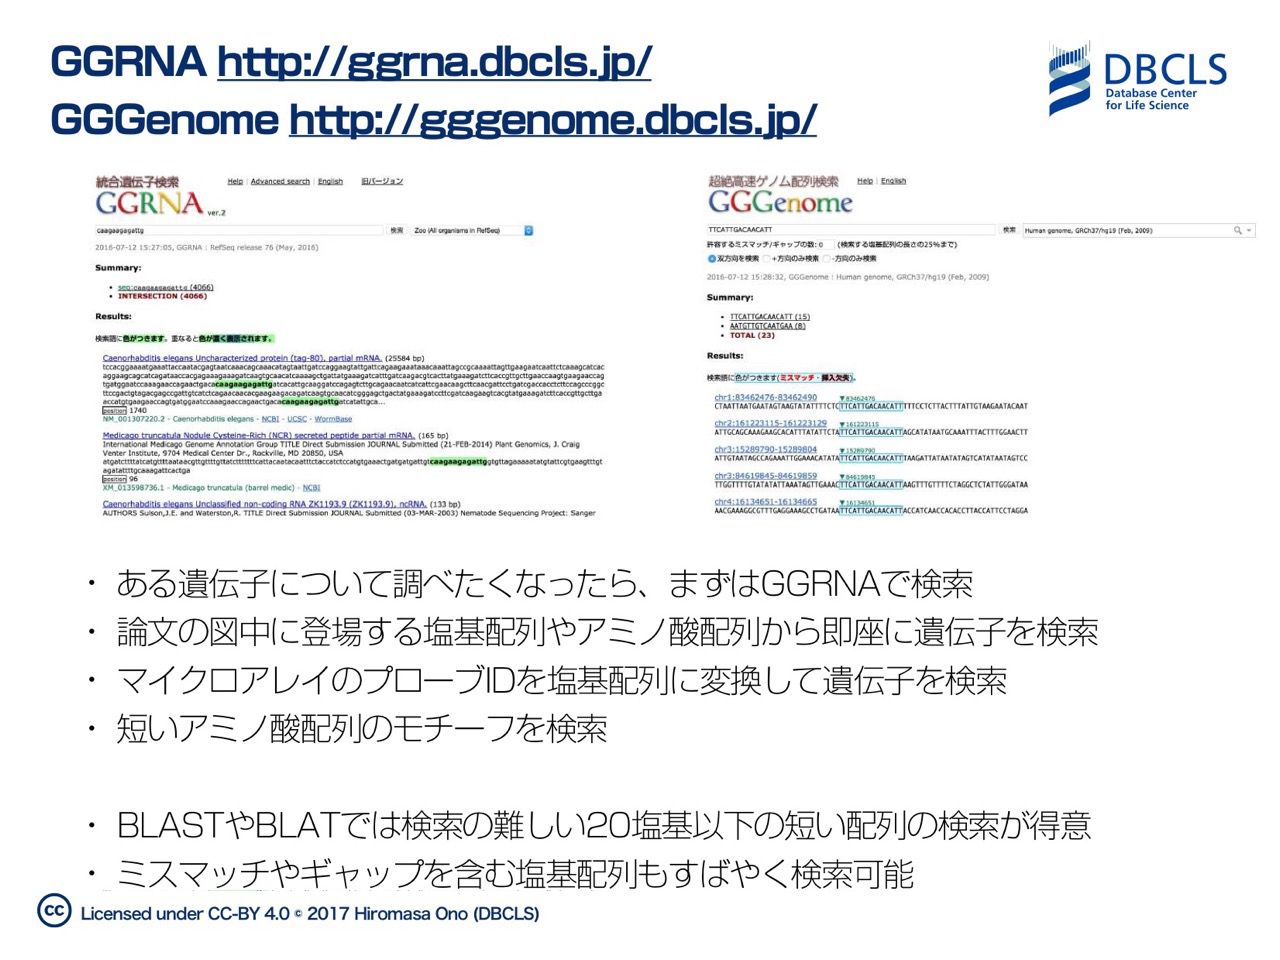 GGRNA http://ggrna.dbcls.jp/
GGGenome http://gggenome.dbcls.jp/
DBCLS
Database Center
for Life Science
統合遺伝子検索
Help | Advanced search | English 旧バージョン
GGRNA ver.2
caagaagagattg 検索 Zoo (All organisms in RefSeq)
2016-07-12 15:27:05, GGRNA : RefSeq release 76 (May, 2016)
Summary:
• seq:caagaagagattg (4066)
• INTERSECTION (4066)
Results:
検索語に色がつきます。重なると色が濃く表示されます。
Caenorhabditis elegans Uncharacterized protein (tag-80), partial mRNA. (25584 bp)
caagaagagattg
caagaagagattg
position 1740
NM_001307220.2 - Caenorhabditis elegans - NCBI - UCSC - WormBase
Medicago truncatula Nodule Cysteine-Rich (NCR) secreted peptide partial mRNA. (165 bp)
International Medicago Genome Annotation Group TITLE Direct Submission JOURNAL Submitted (21-FEB-2014) Plant Genomics, J. Craig
Venter Institute, 9704 Medical Center Dr., Rockville, MD 20850, USA
caagaagagattg
agatattttgcaaagattcactga
position 96
XM_013598736.1 - Medicago truncatula (barrel medic) - NCBI
Caenorhabditis elegans Unclassified non-coding RNA ZK1193.9 (ZK1193.9), ncRNA. (133 bp)
AUTHORS Sulson,J.E. and Waterston,R. TITLE Direct Submission JOURNAL Submitted (03-MAR-2003) Nematode Sequencing Project: Sanger
超絶高速ゲノム配列検索
Help | English
GGGenome
TTCATTGACAACATT 検索 Human genome, GRCh37/hg19 (Feb, 2009)
許容するミスマッチ/ギャップの数: 0 (検索する塩基配列の長さの25%まで)
双方向を検索 +方向のみ検索 -方向のみ検索
2016-07-12 15:28:32, GGGenome : Human genome, GRCh37/hg19 (Feb, 2009)
Summary:
• TTCATTGACAACATT (15)
• AATGTTGTCAATGAA (8)
• TOTAL (23)
Results:
検索語に色がつきます(ミスマッチ・挿入欠失)。
chr1:83462476-83462490 ▼83462476
CTAATTAATGAATAGTAAGTATATTTTCTCTTCATTGACAACATTTTTCCTCTTACTTTATTGTAAGAATACAAT
chr2:161223115-161223129 ▼161223115
ATTGCAGCAAAGAAGCACATTTATATTCTATTCATTGACAACATTAGCATATAATGCAAATTTACTTTGGAACTT
chr3:15289790-15289804 ▼15289790
ATTGTAATAGCCAGAAATTGGAAACATATATTCATTGACAACATTTAAGATTATAATATAGTCATATAATAGTCC
chr3:84619845-84619859 ▼84619845
TTGGTTTTGTATATATTAAATAGTTGAAACTTCATTGACAACATTAAGTTTGTTTTCTAGGCTCTATTGGGATAA
chr4:16134651-16134665 ▼16134651
AACGAAAGGCGTTTGAGGAAAGCCTGATAATTCATTGACAACATTACCATCAACCACACCTTACCATTCCTAGGA
・ ある遺伝子について調べたくなったら、まずはGGRNAで検索
・ 論文の図中に登場する塩基配列やアミノ酸配列から即座に遺伝子を検索
・ マイクロアレイのプローブIDを塩基配列に変換して遺伝子を検索
・ 短いアミノ酸配列のモチーフを検索
・ BLASTやBLATでは検索の難しい20塩基以下の短い配列の検索が得意
・ ミスマッチやギャップを含む塩基配列もすばやく検索可能
cc Licensed under CC-BY 4.0 © 2017 Hiromasa Ono (DBCLS)